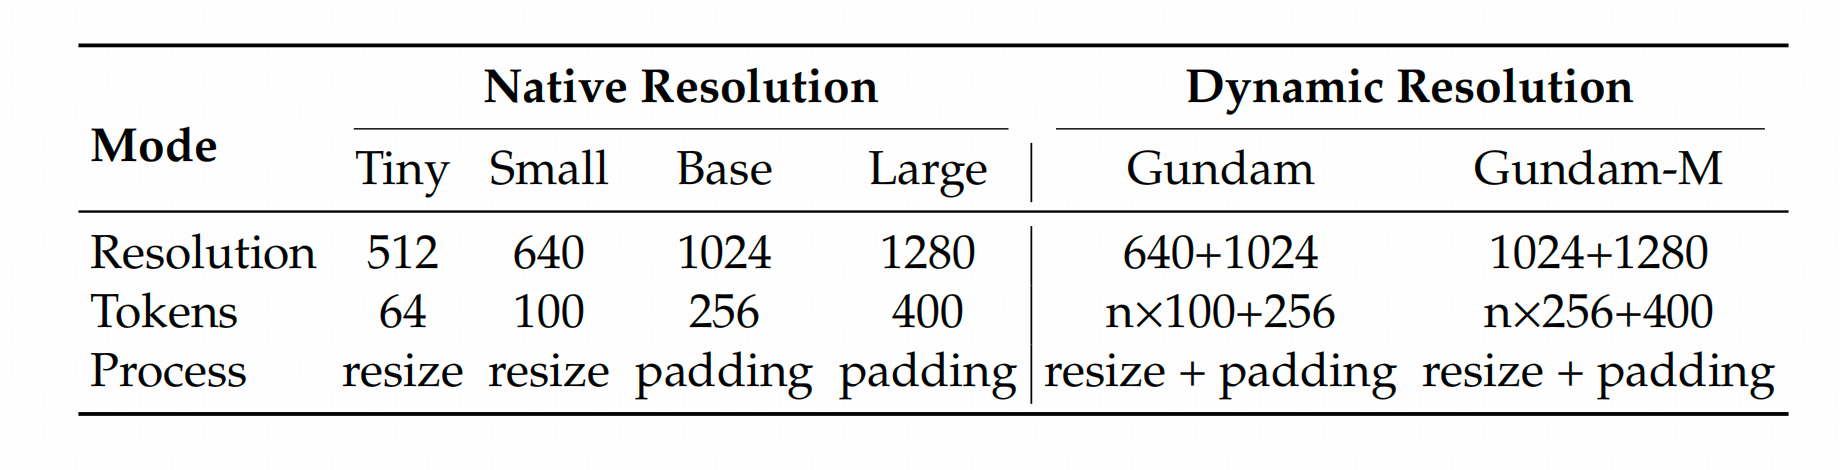 Native Resolution Dynamic Resolution
Mode
Tiny Small Base Large Gundam Gundam-M
Resolution 512 640 1024 1280 640+1024 1024+1280
Tokens 64 100 256 400 n×100+256 n×256+400
Process resize resize padding padding resize + padding resize + padding